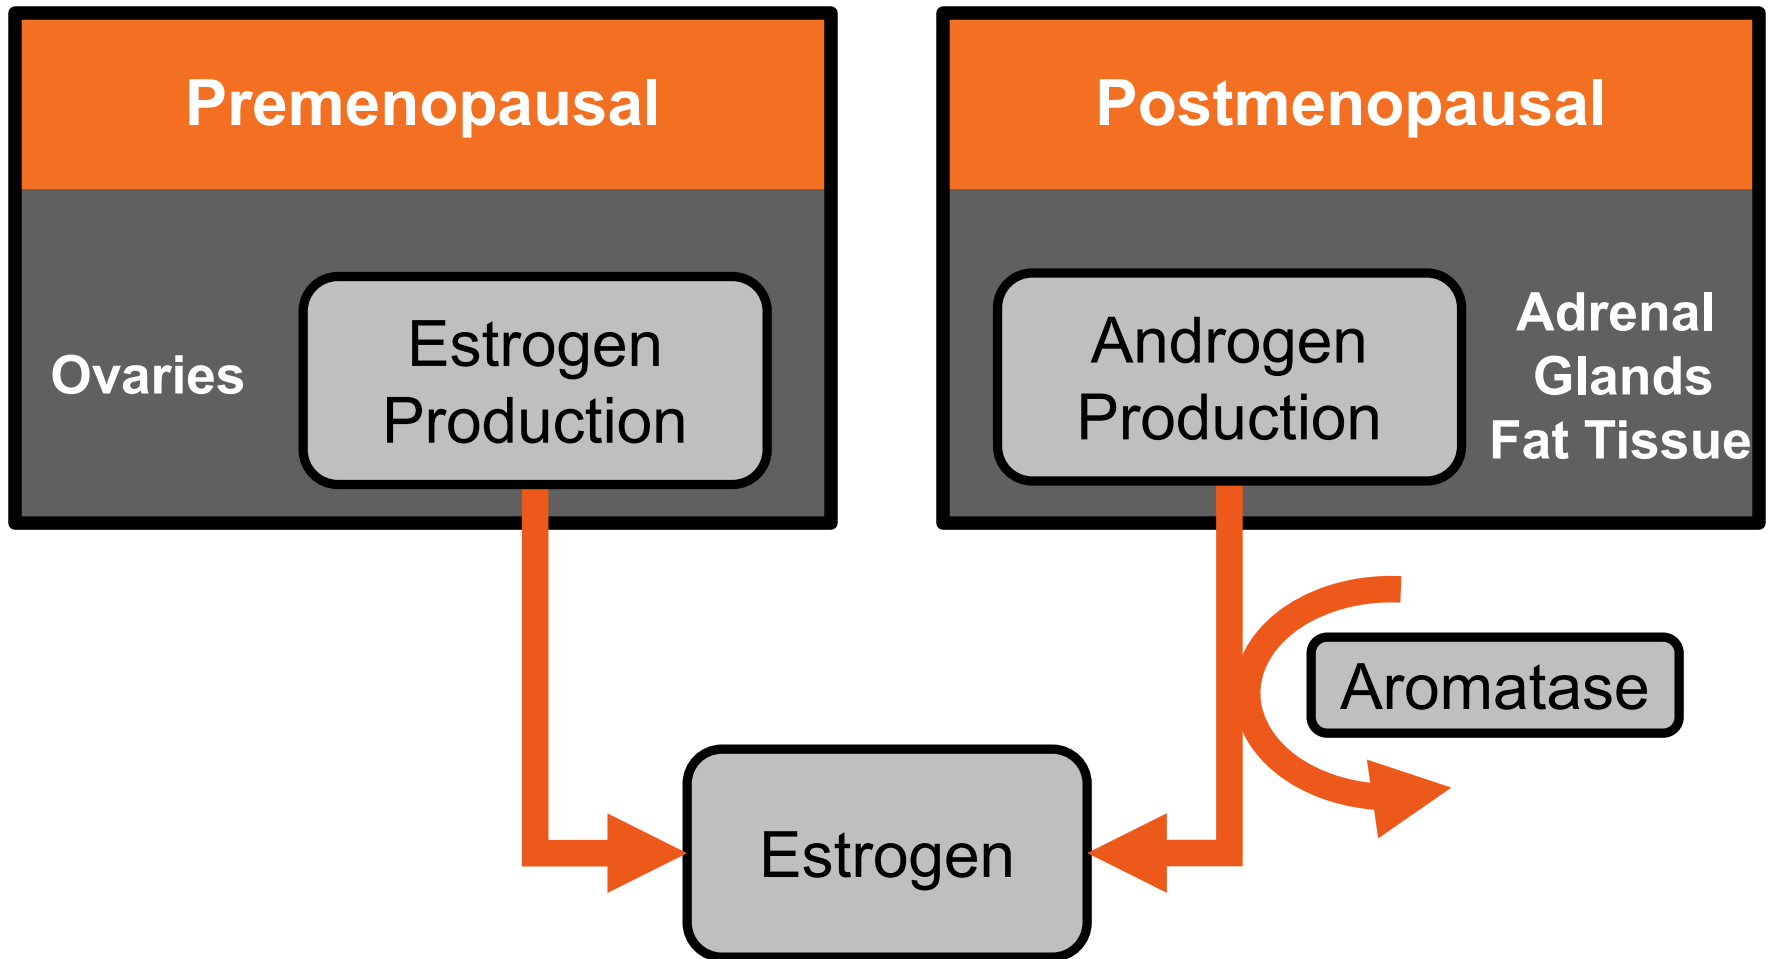 Premenopausal
Ovaries
Estrogen
Production
Postmenopausal
Androgen
Production
Adrenal
Glands
Fat Tissue
Aromatase
Estrogen